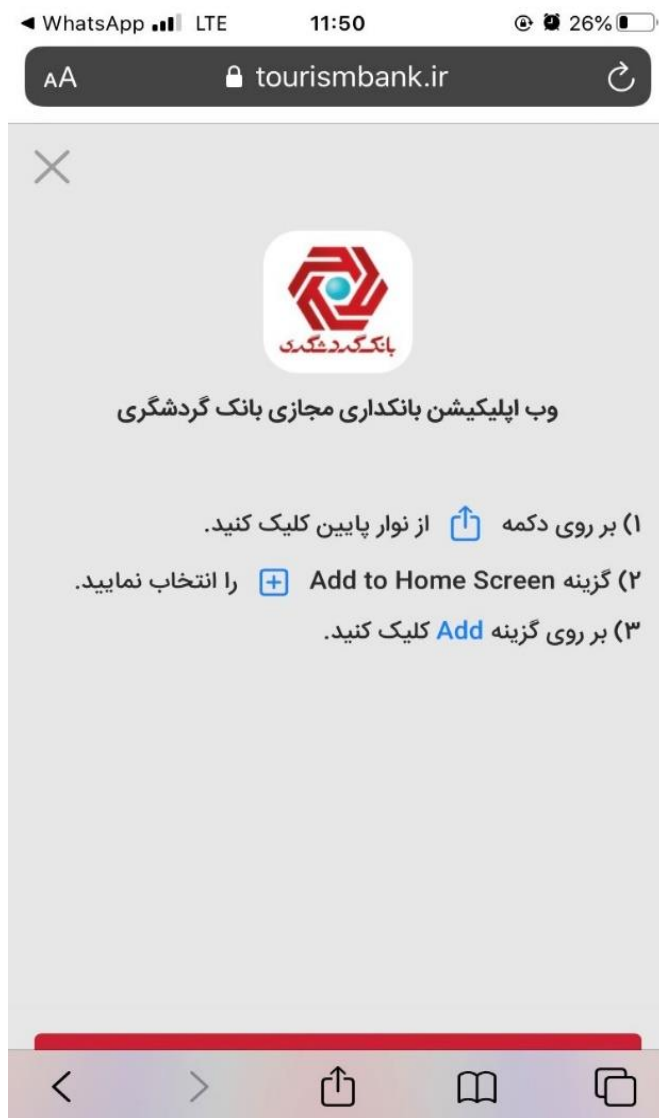 WhatsApp LTE 11:50 26%
AA tourismbank.ir
بانک گردشگری
وب اپلیکیشن بانکداری مجازی بانک گردشگری
۱) بر روی دکمه از نوار پایین کلیک کنید.
۲) گزینه Add to Home Screen را انتخاب نمایید.
۳) بر روی گزینه Add کلیک کنید.